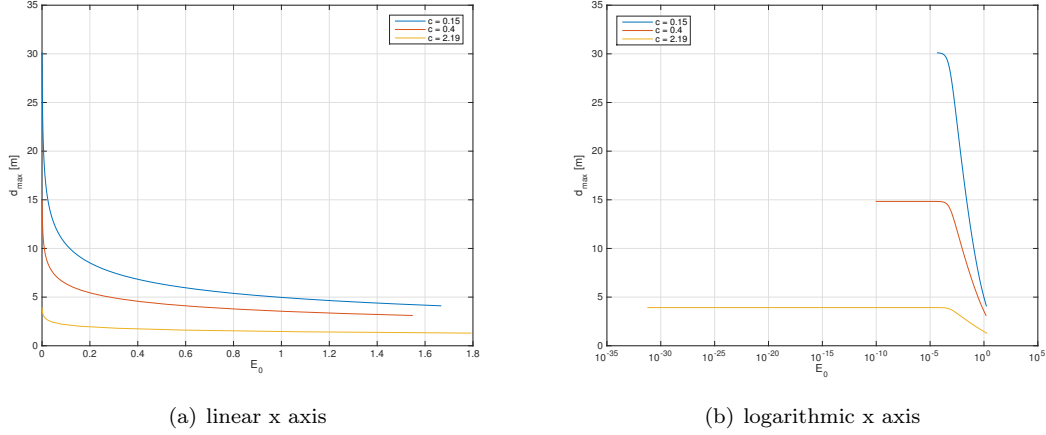 35
30
25
20
15
10
5
0
d_max [m]
0 0.2 0.4 0.6 0.8 1 1.2 1.4 1.6 1.8
E_0
c = 0.15
c = 0.4
c = 2.19
(a) linear x axis
35
30
25
20
15
10
5
0
d_max [m]
10^-35 10^-30 10^-25 10^-20 10^-15 10^-10 10^-5 10^0 10^5
E_0
c = 0.15
c = 0.4
c = 2.19
(b) logarithmic x axis